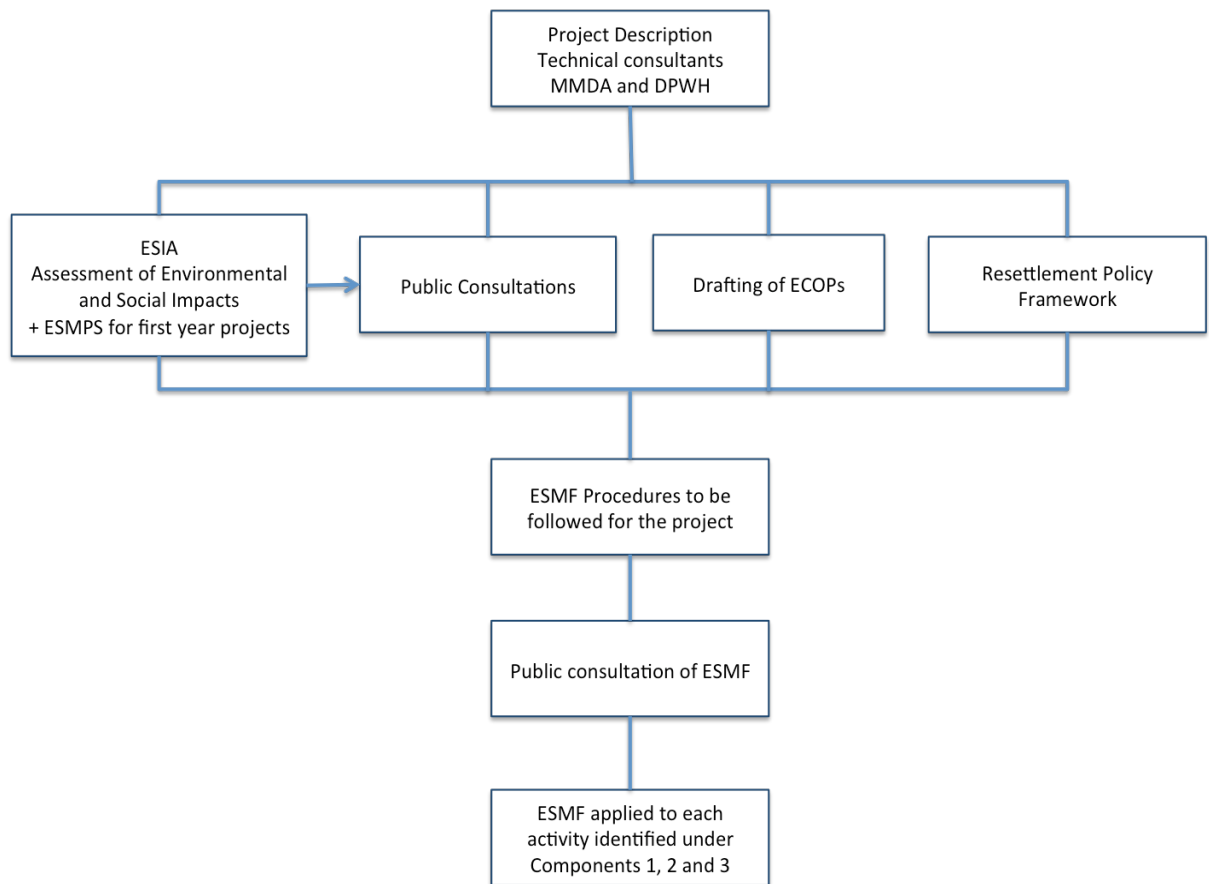 Project Description
Technical consultants
MMDA and DPWH
ESIA
Assessment of Environmental
and Social Impacts
+ ESMPS for first year projects
Public Consultations
Drafting of ECOPs
Resettlement Policy
Framework
ESMF Procedures to be
followed for the project
Public consultation of ESMF
ESMF applied to each
activity identified under
Components 1, 2 and 3